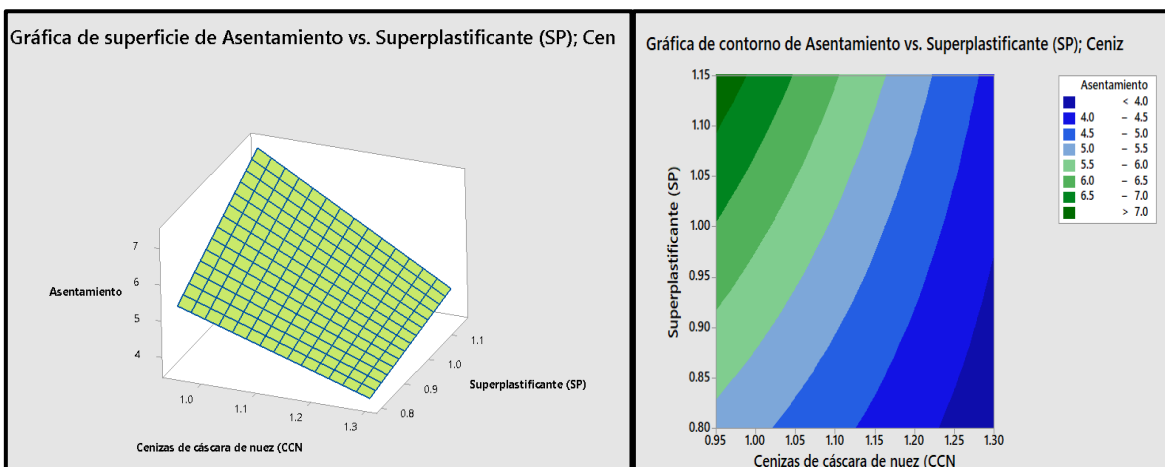 Gráfica de superficie de Asentamiento vs. Superplastificante (SP); Cen
7
6
5
4
Asentamiento
1.0
1.1
1.2
1.3
0.8
0.9
1.0
1.1
Superplastificante (SP)
Cenizas de cáscara de nuez (CCN
Gráfica de contorno de Asentamiento vs. Superplastificante (SP); Ceniz
Superplastificante (SP)
1.15
1.10
1.05
1.00
0.95
0.90
0.85
0.80
0.95 1.00 1.05 1.10 1.15 1.20 1.25 1.30
Cenizas de cáscara de nuez (CCN
Asentamiento
< 4.0
4.0 – 4.5
4.5 – 5.0
5.0 – 5.5
5.5 – 6.0
6.0 – 6.5
6.5 – 7.0
> 7.0